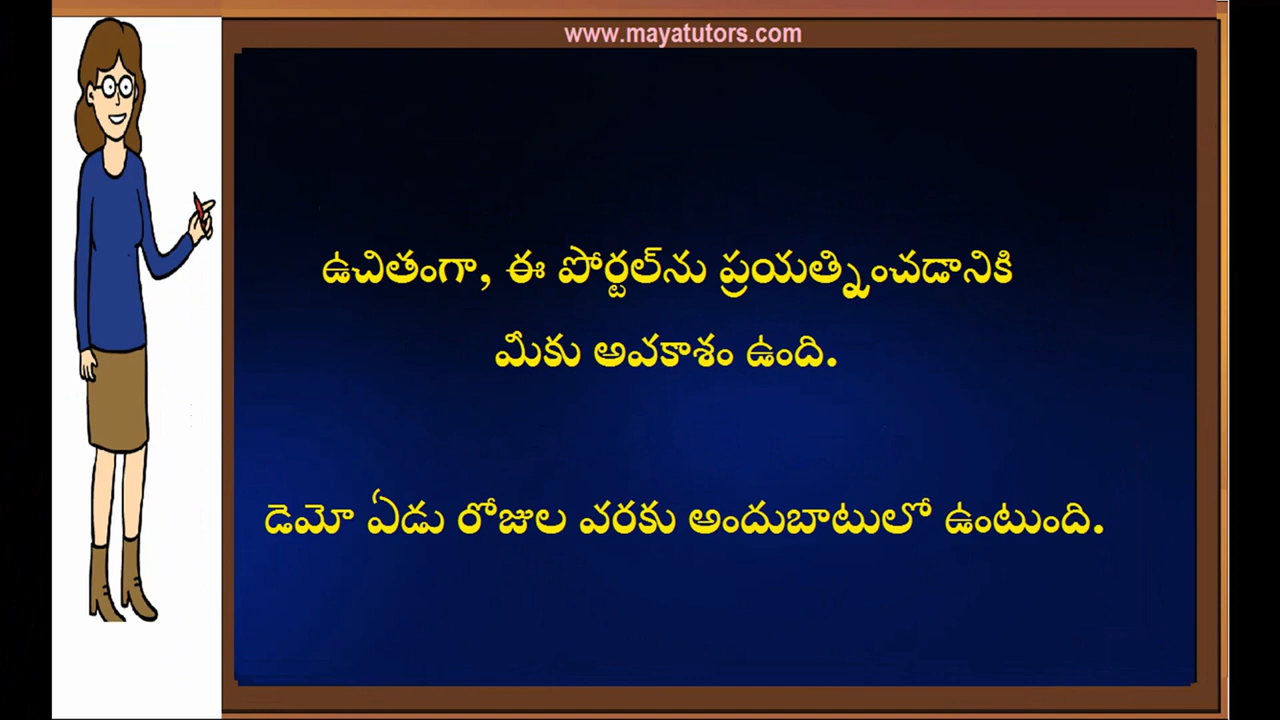 www.mayatutors.com
ఉచితంగా, ఈ పోర్టల్‌ను ప్రయత్నించడానికి
మీకు అవకాశం ఉంది.
డెమో ఏడు రోజుల వరకు అందుబాటులో ఉంటుంది.